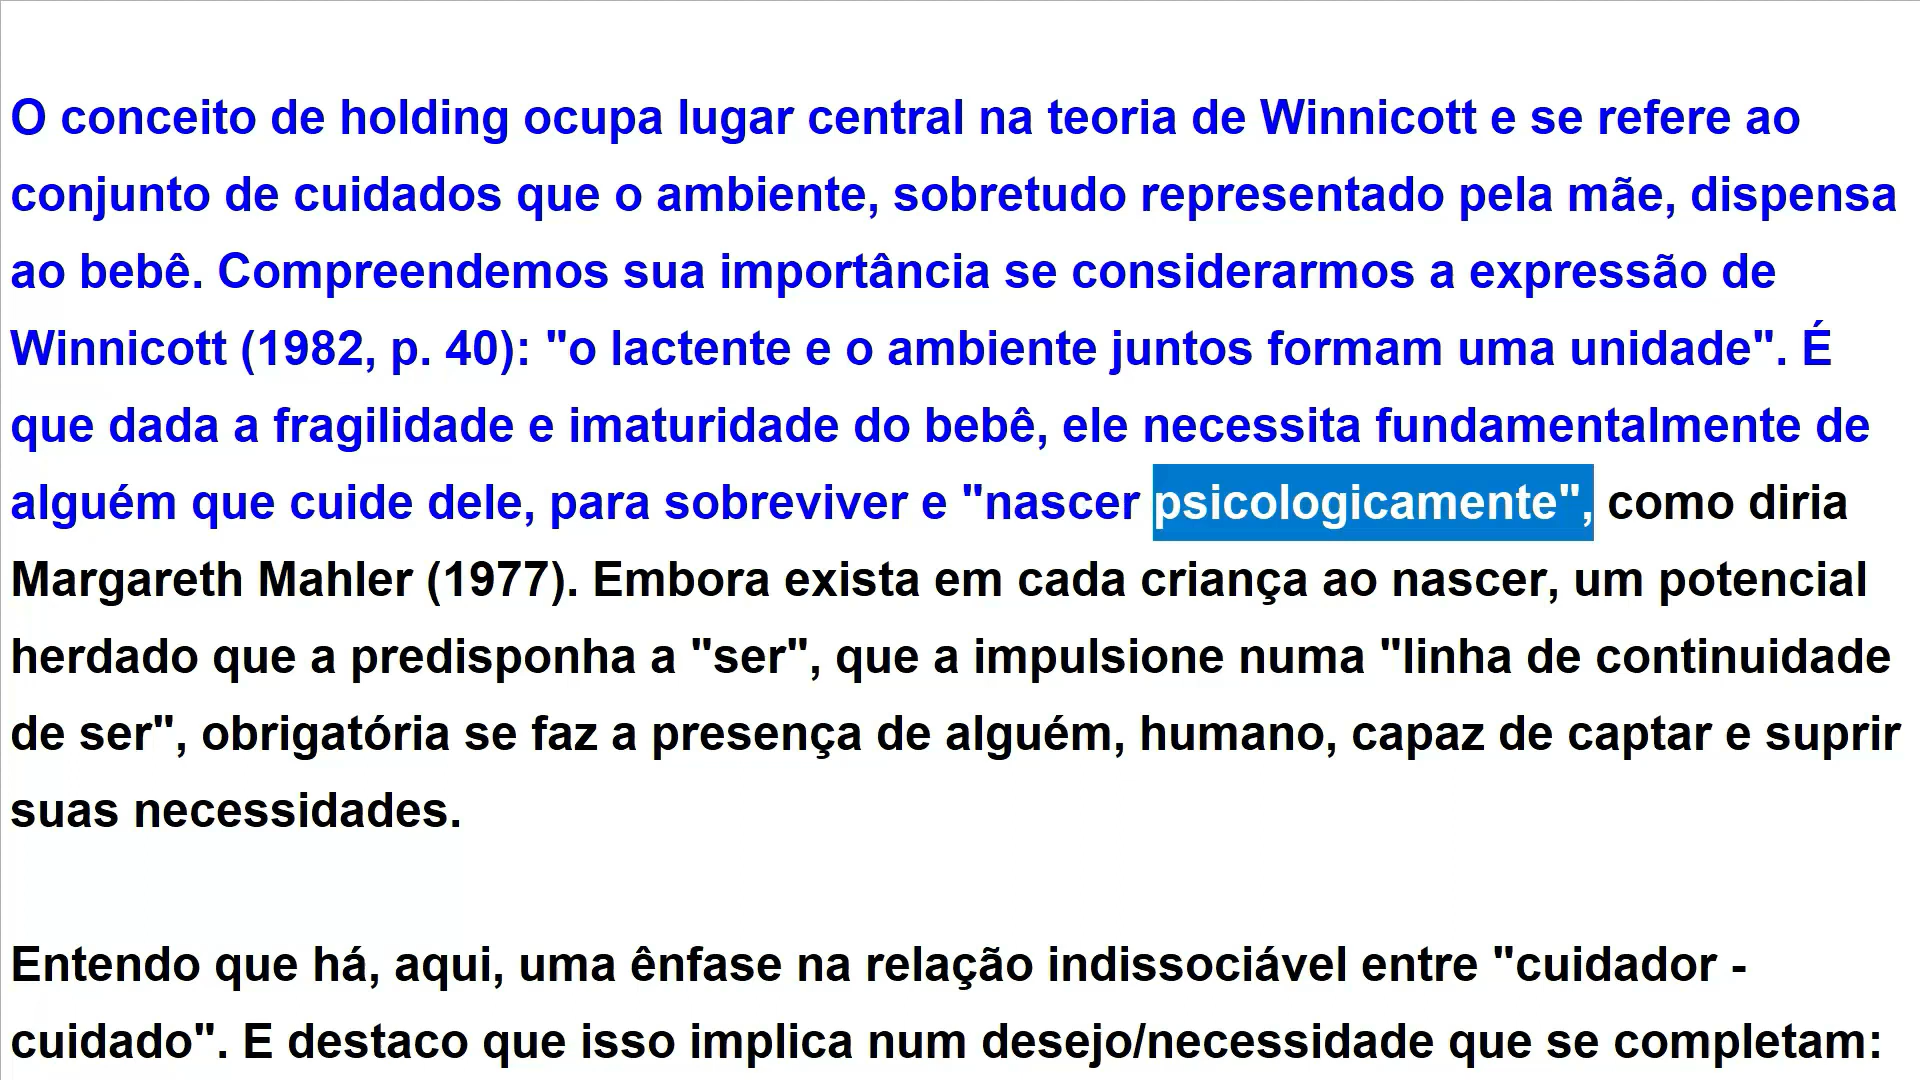 O conceito de holding ocupa lugar central na teoria de Winnicott e se refere ao
conjunto de cuidados que o ambiente, sobretudo representado pela mãe, dispensa
ao bebê. Compreendemos sua importância se considerarmos a expressão de
Winnicott (1982, p. 40): "o lactente e o ambiente juntos formam uma unidade". É
que dada a fragilidade e imaturidade do bebê, ele necessita fundamentalmente de
alguém que cuide dele, para sobreviver e "nascer psicologicamente", como diria
Margareth Mahler (1977). Embora exista em cada criança ao nascer, um potencial
herdado que a predisponha a "ser", que a impulsione numa "linha de continuidade
de ser", obrigatória se faz a presença de alguém, humano, capaz de captar e suprir
suas necessidades.
Entendo que há, aqui, uma ênfase na relação indissociável entre "cuidador -
cuidado". E destaco que isso implica num desejo/necessidade que se completam: